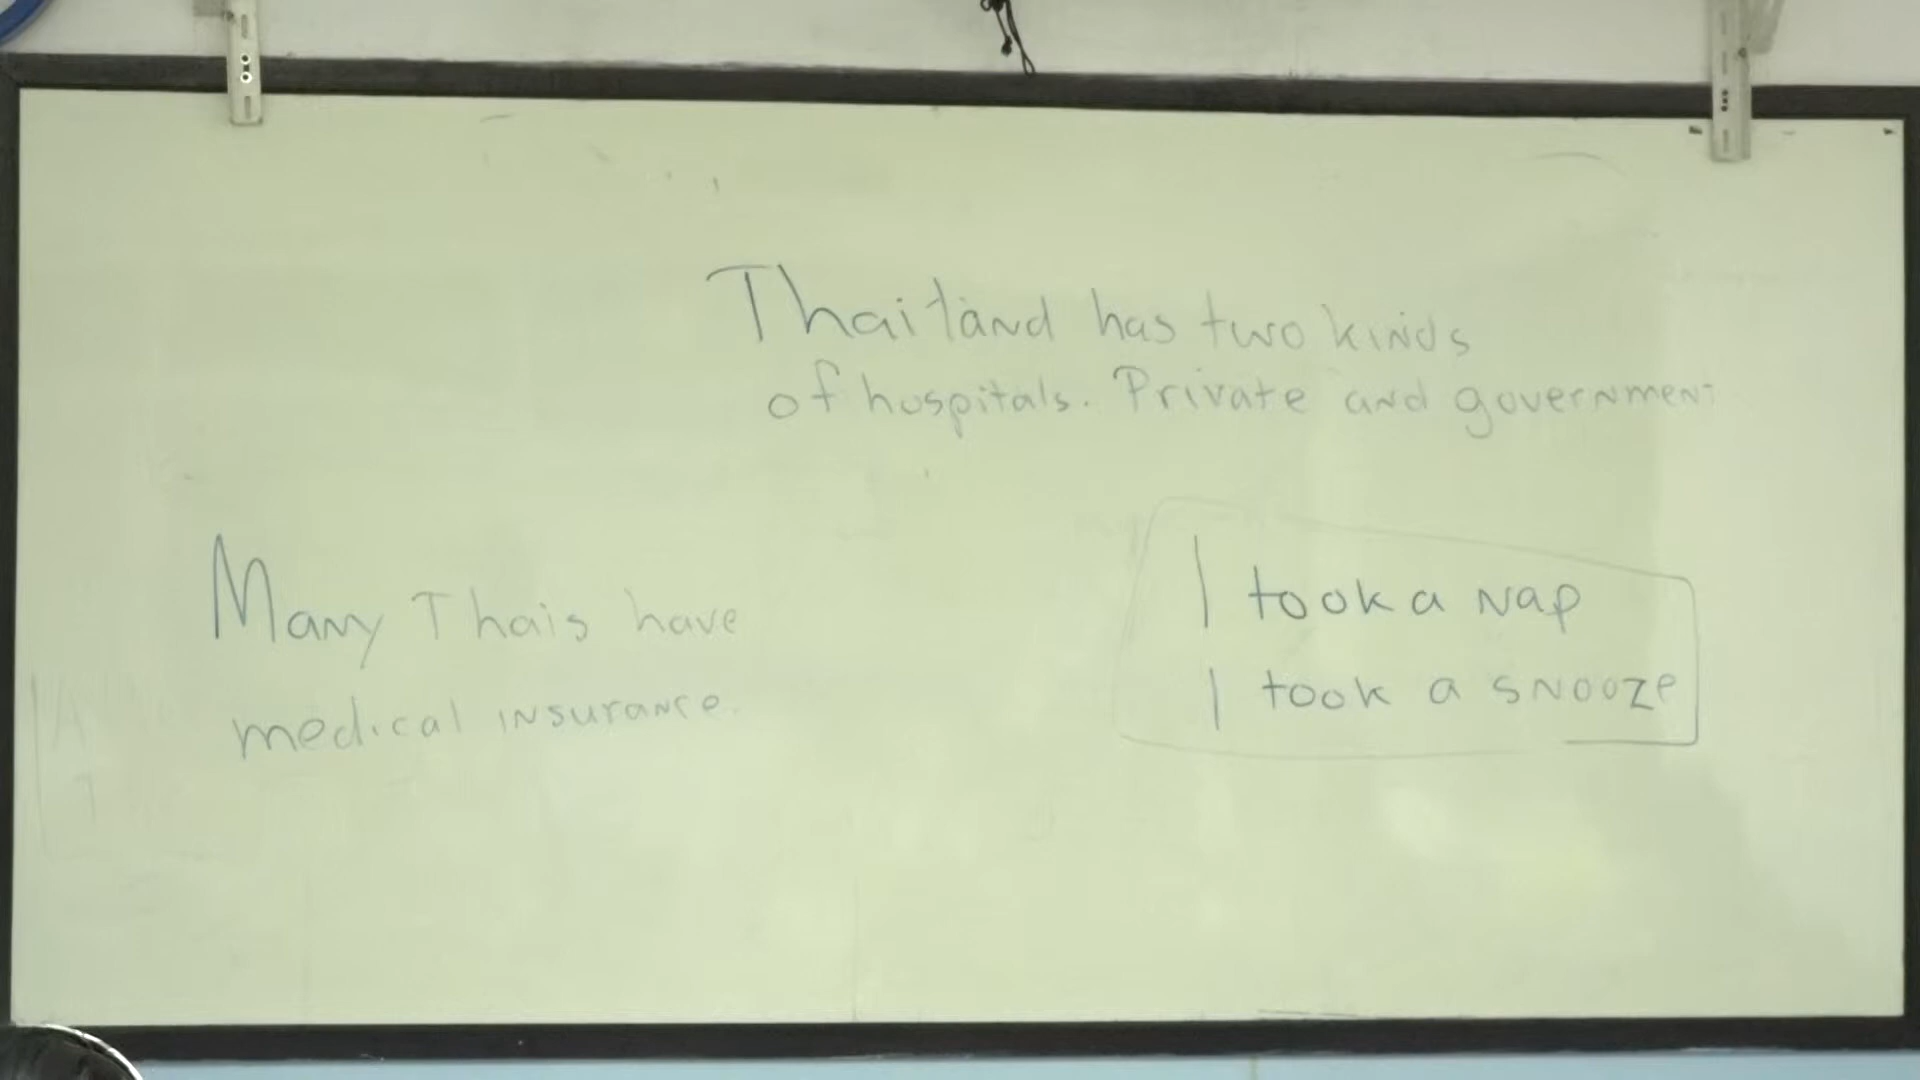 Thailand has two kinds
of hospitals. Private and government
Many Thais have
medical insurance.
I took a nap
I took a snooze